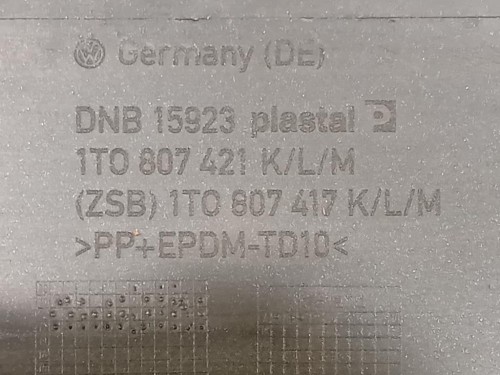 Germany (DE)
DNB 15923 plastal P
1T0 807 421 K/L/M
(ZSB) 1T0 807 417 K/L/M
>PP+EPDM-TD10<